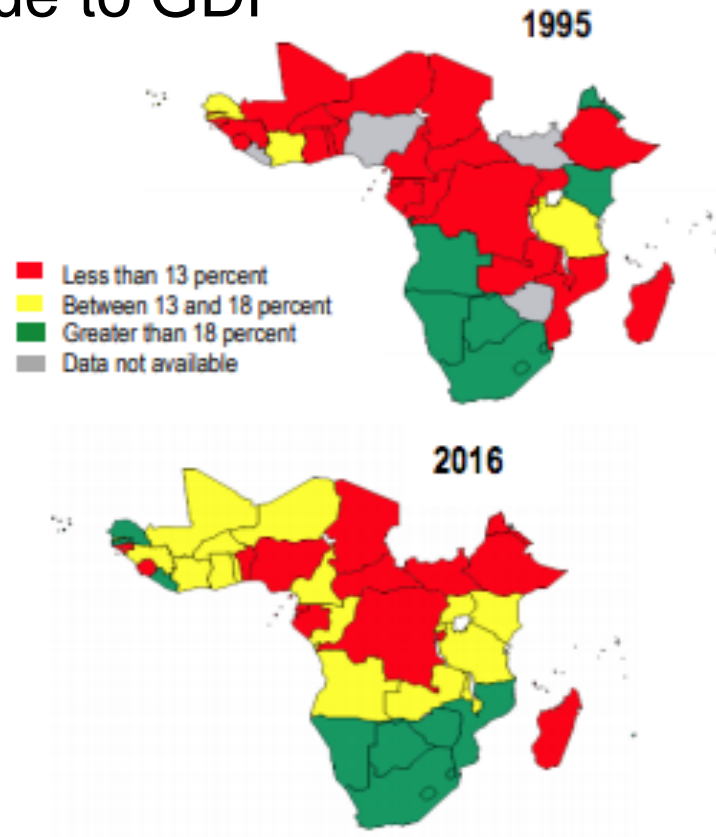 to GDP
1995
Less than 13 percent
Between 13 and 18 percent
Greater than 18 percent
Data not available
2016